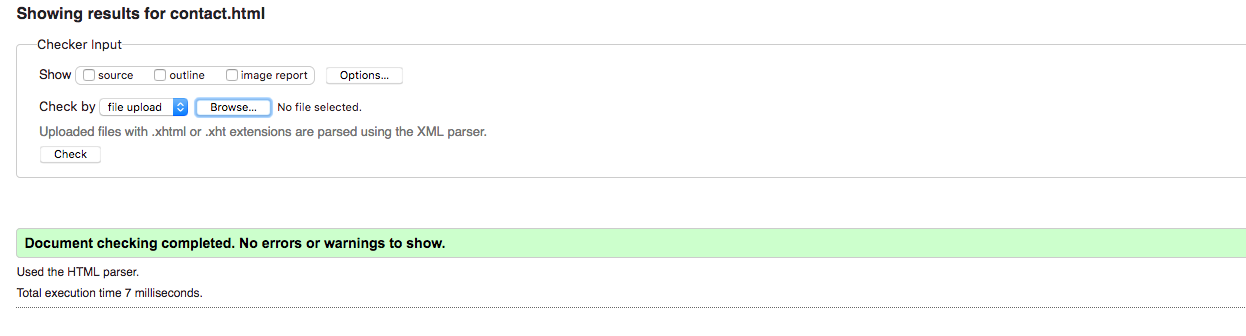 Showing results for contact.html
Checker Input
Show source outline image report Options...
Check by file upload Browse... No file selected.
Uploaded files with .xhtml or .xht extensions are parsed using the XML parser.
Check
Document checking completed. No errors or warnings to show.
Used the HTML parser.
Total execution time 7 milliseconds.